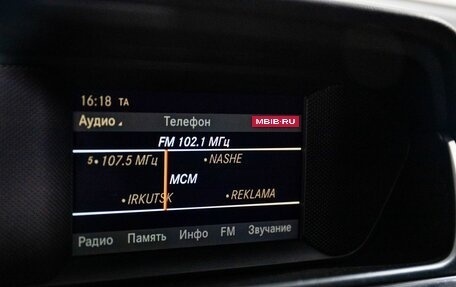 16:18 TA
Аудио Телефон MBIB.RU
FM 102.1 МГц
5• 107.5 МГц • NASHE
МСМ
• IRKUTSK • REKLAMA
Радио Память Инфо FM Звучание